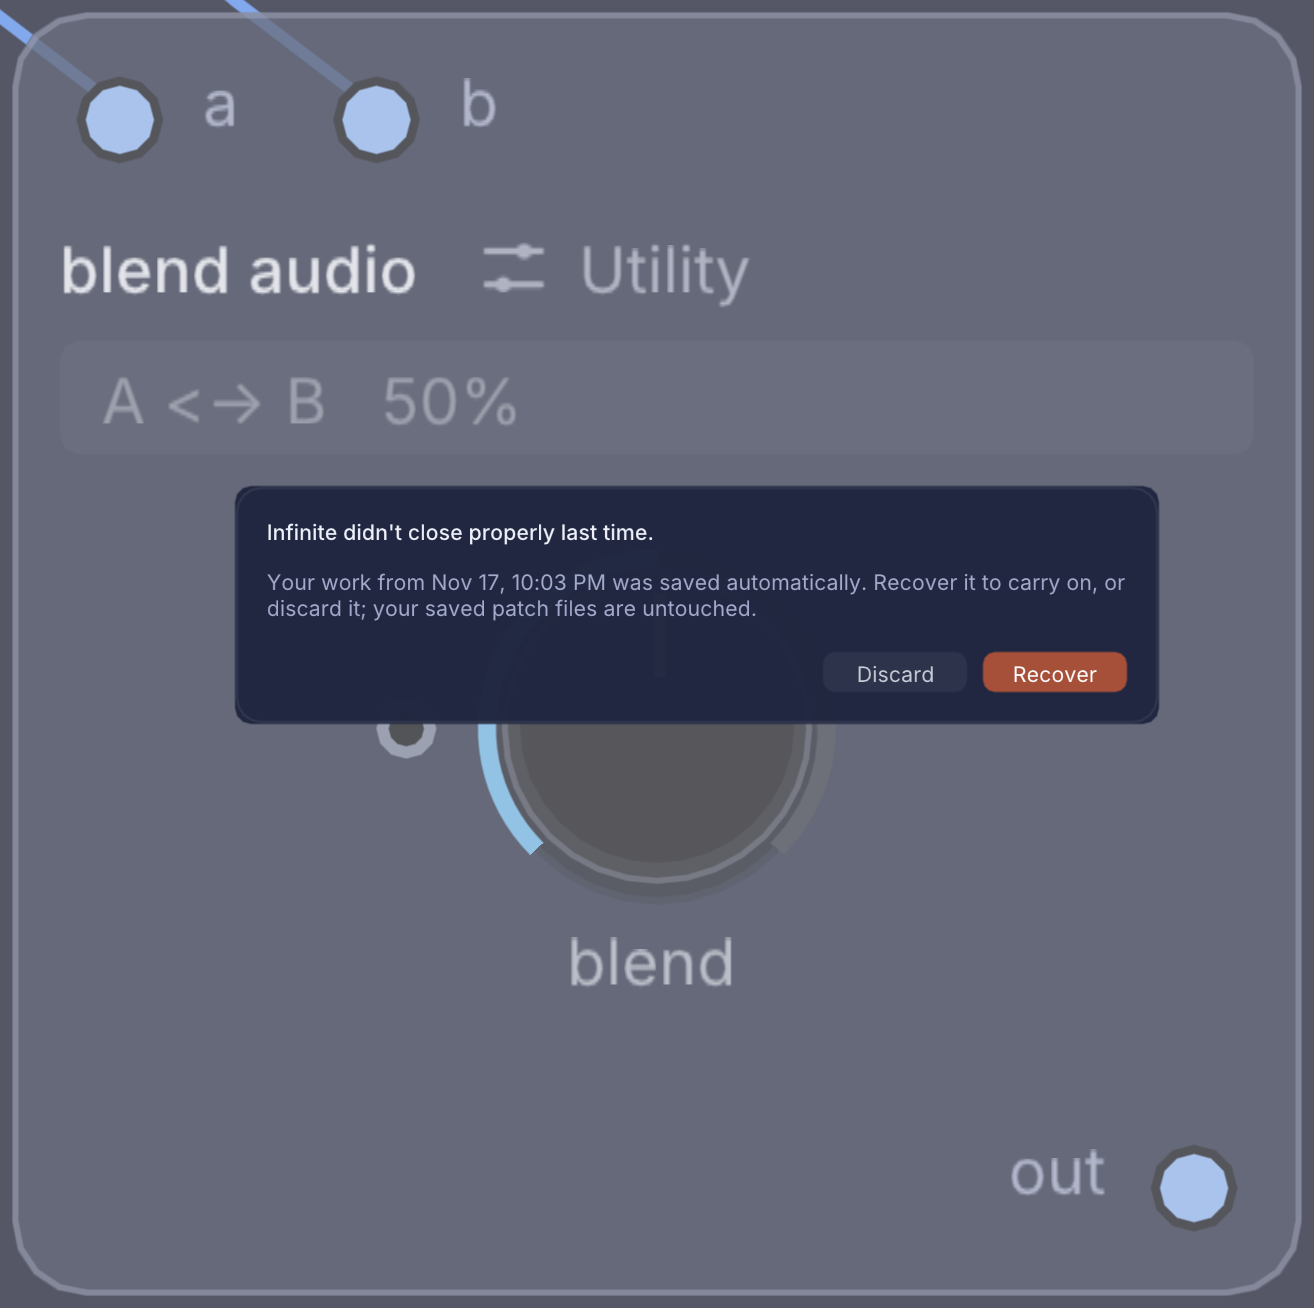 a b
blend audio Utility
A <-> B 50%
Infinite didn't close properly last time.
Your work from Nov 17, 10:03 PM was saved automatically. Recover it to carry on, or
discard it; your saved patch files are untouched.
Discard Recover
blend
out